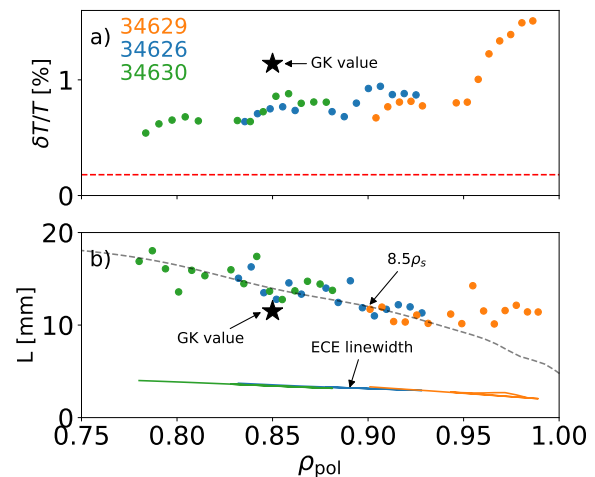 a)
34629
34626
34630
GK value
δT/T [%]
1
0
b)
20
10
0
L [mm]
8.5ρs
GK value
ECE linewidth
0.75 0.80 0.85 0.90 0.95 1.00
ρpol